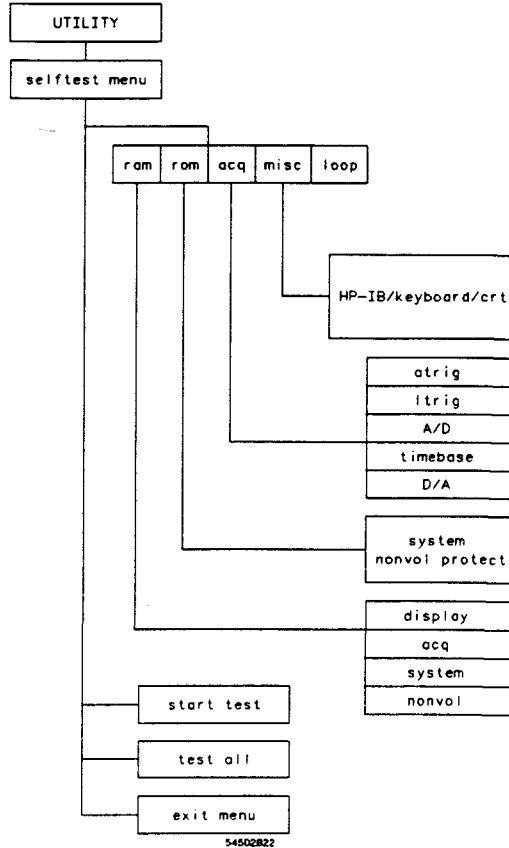 UTILITY
selftest menu
ram rom acq misc loop
HP-IB/keyboard/crt
atrig
ltrig
A/D
timebase
D/A
system
nonvol protect
display
acq
system
nonvol
start test
test all
exit menu
54502B22